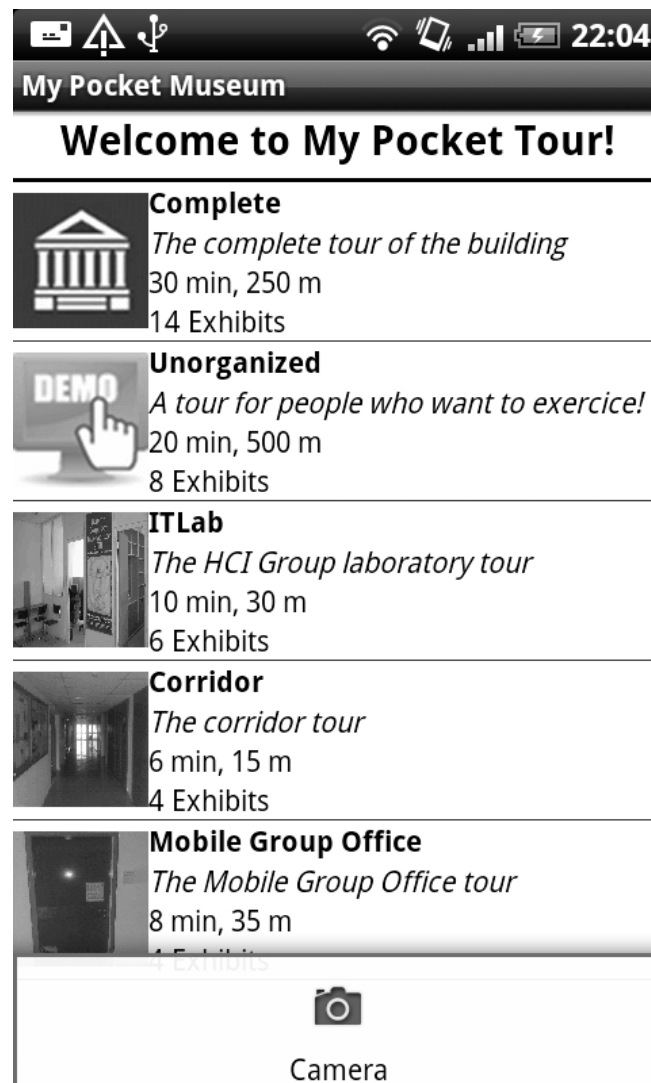 22:04
My Pocket Museum
Welcome to My Pocket Tour!
Complete
The complete tour of the building
30 min, 250 m
14 Exhibits
DEMO
Unorganized
A tour for people who want to exercice!
20 min, 500 m
8 Exhibits
ITLab
The HCI Group laboratory tour
10 min, 30 m
6 Exhibits
Corridor
The corridor tour
6 min, 15 m
4 Exhibits
Mobile Group Office
The Mobile Group Office tour
8 min, 35 m
4 Exhibits
Camera